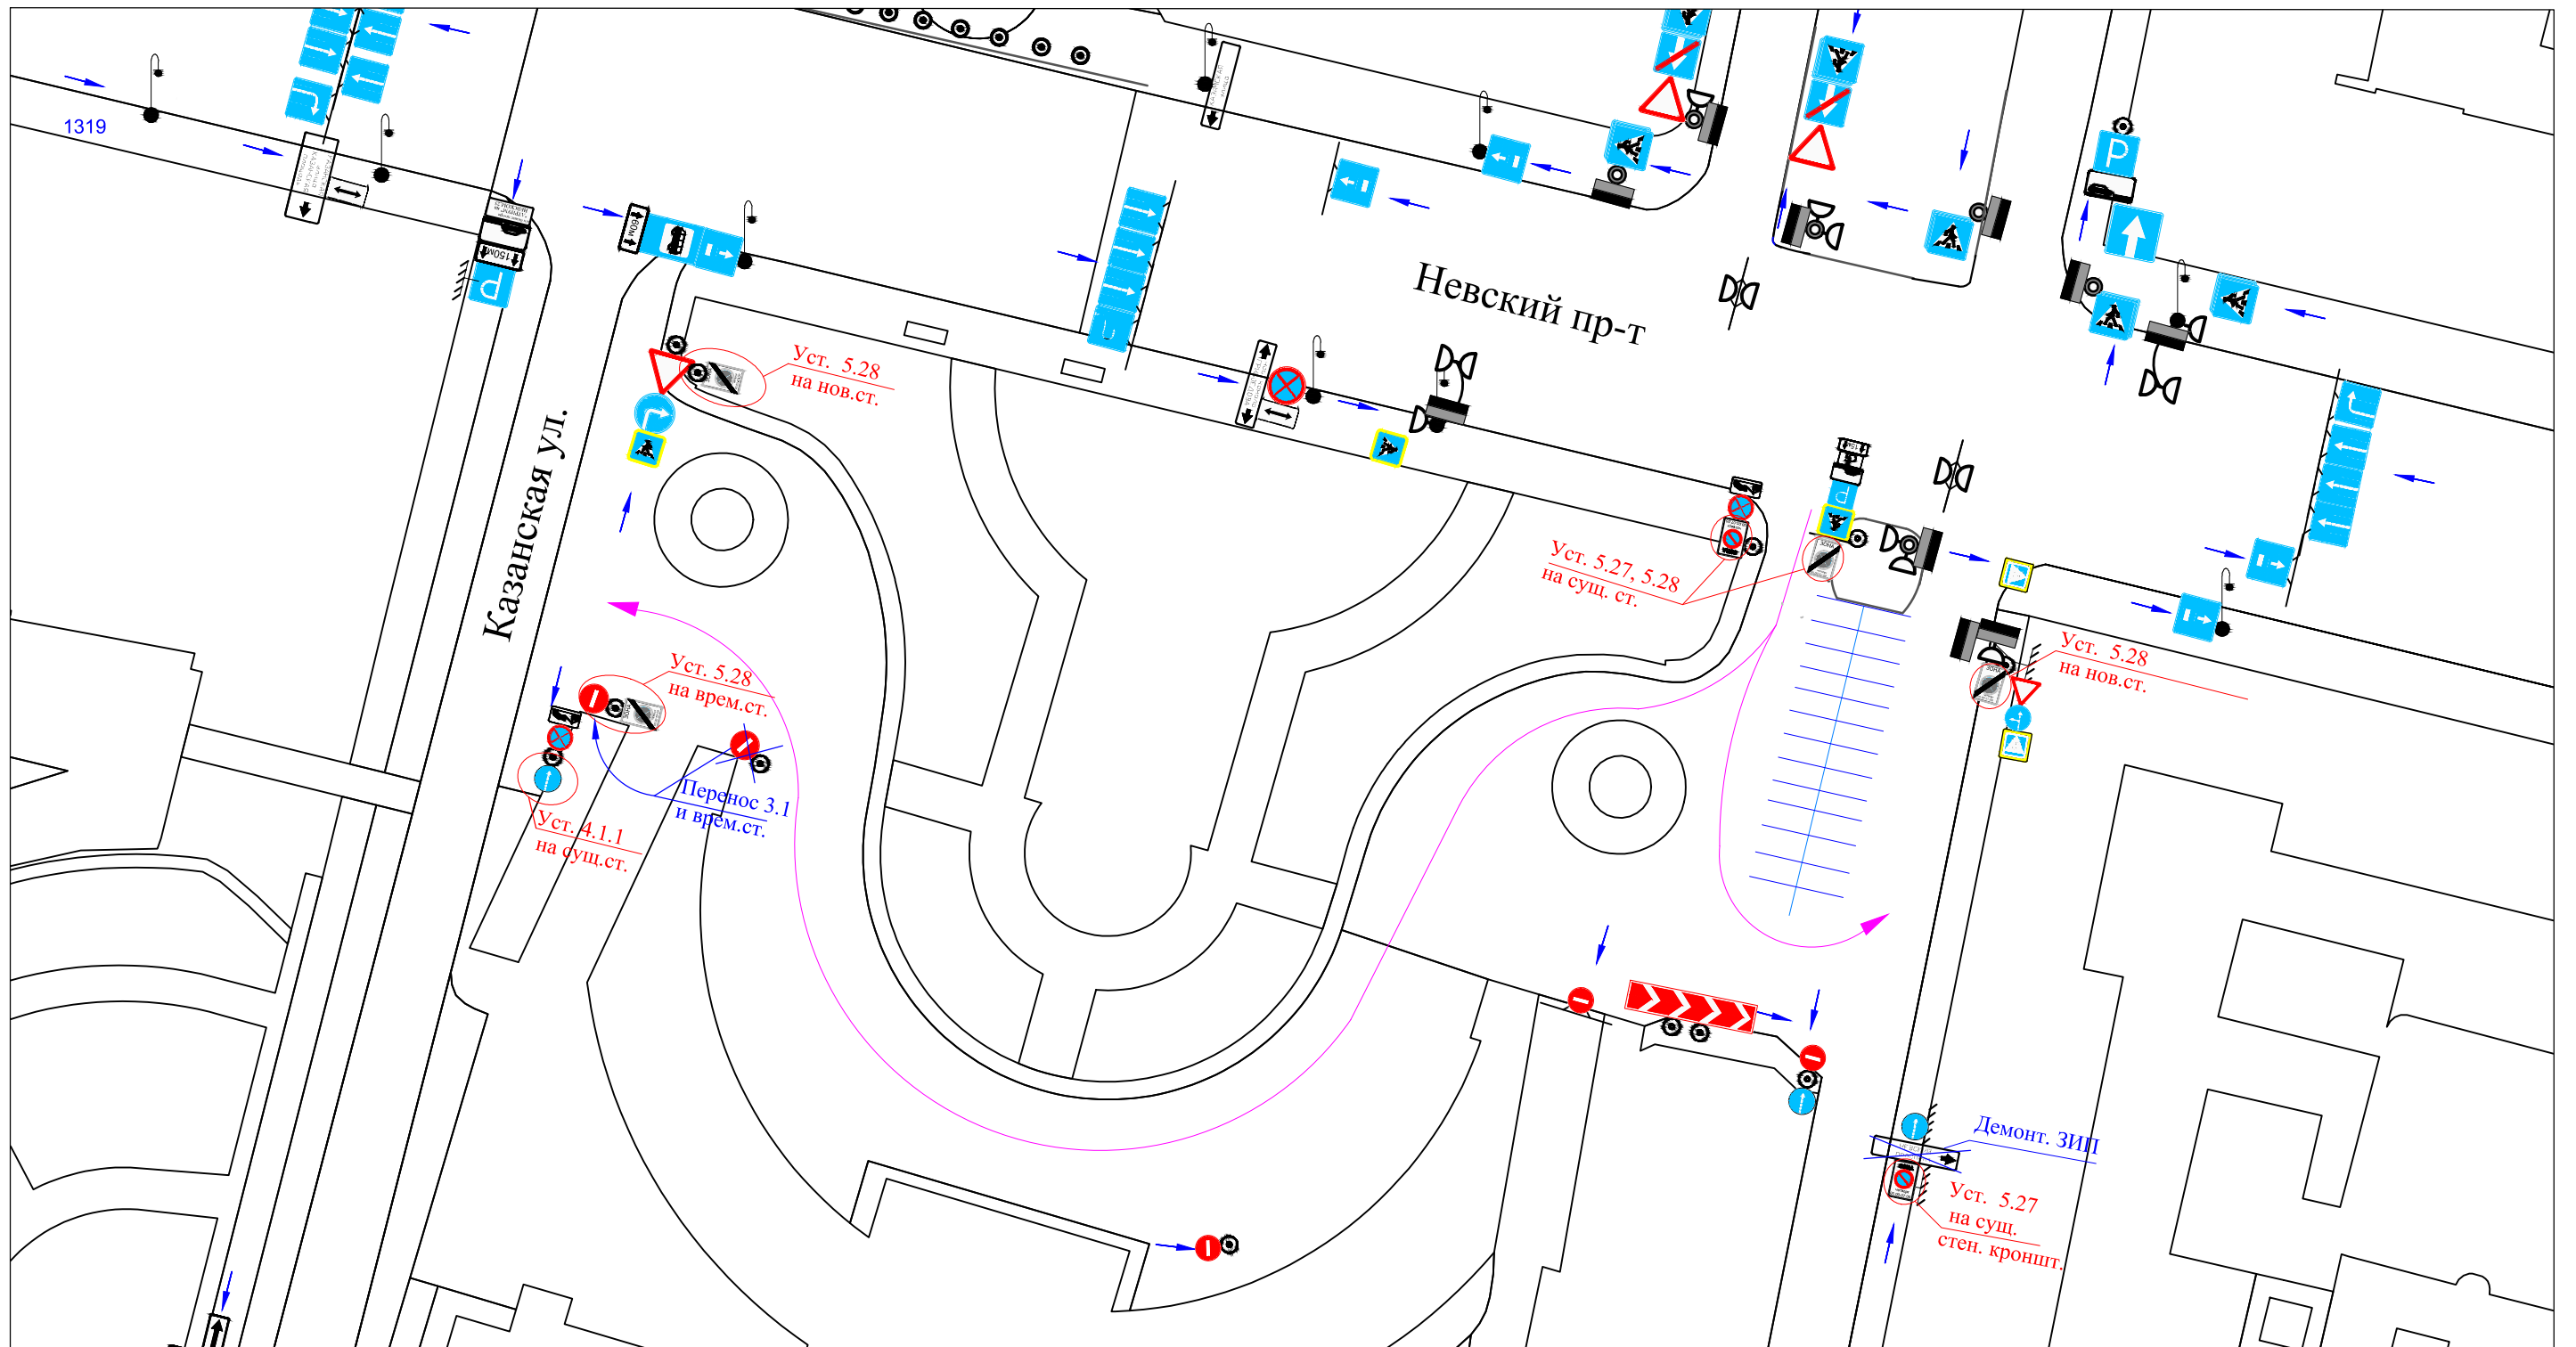 1319
60м
150м
Невский пр-т
Уст. 5.28
на нов.ст.
Казанская ул.
Уст. 5.27, 5.28
на сущ. ст.
Уст. 5.28
на нов.ст.
Уст. 5.28
на врем.ст.
Перенос 3.1
и врем.ст.
Уст. 4.1.1
на сущ.ст.
Демонт. ЗИП
Уст. 5.27
на сущ.
стен. кроншт.
P
P
P